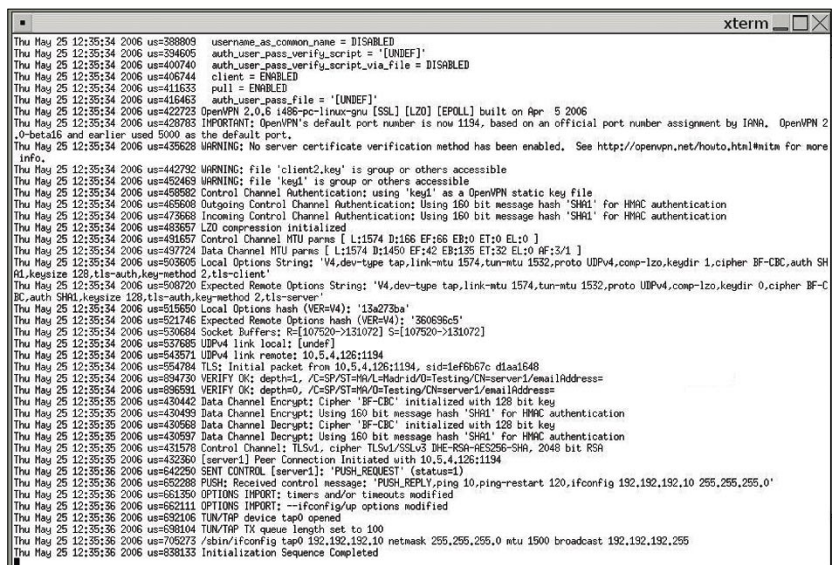 xterm
Thu May 25 12:35:34 2006 us=388809   username_as_common_name = DISABLED
Thu May 25 12:35:34 2006 us=394605   auth_user_pass_verify_script = '[UNDEF]'
Thu May 25 12:35:34 2006 us=400740   auth_user_pass_verify_script_via_file = DISABLED
Thu May 25 12:35:34 2006 us=406744   client = ENABLED
Thu May 25 12:35:34 2006 us=411633   pull = ENABLED
Thu May 25 12:35:34 2006 us=416463   auth_user_pass_file = '[UNDEF]'
Thu May 25 12:35:34 2006 us=422723 OpenVPN 2.0.6 i486-pc-linux-gnu [SSL] [LZO] [EPOLL] built on Apr  5 2006
Thu May 25 12:35:34 2006 us=428783 IMPORTANT: OpenVPN's default port number is now 1194, based on an official port number assignment by IANA.  OpenVPN 2
.0-beta16 and earlier used 5000 as the default port.
Thu May 25 12:35:34 2006 us=435628 WARNING: No server certificate verification method has been enabled.  See http://openvpn.net/howto.html#mitm for more
 info.
Thu May 25 12:35:34 2006 us=442792 WARNING: file 'client2.key' is group or others accessible
Thu May 25 12:35:34 2006 us=452469 WARNING: file 'key1' is group or others accessible
Thu May 25 12:35:34 2006 us=458582 Control Channel Authentication: using 'key1' as a OpenVPN static key file
Thu May 25 12:35:34 2006 us=465608 Outgoing Control Channel Authentication: Using 160 bit message hash 'SHA1' for HMAC authentication
Thu May 25 12:35:34 2006 us=473668 Incoming Control Channel Authentication: Using 160 bit message hash 'SHA1' for HMAC authentication
Thu May 25 12:35:34 2006 us=483657 LZO compression initialized
Thu May 25 12:35:34 2006 us=491657 Control Channel MTU parms [ L:1574 D:166 EF:66 EB:0 ET:0 EL:0 ]
Thu May 25 12:35:34 2006 us=497724 Data Channel MTU parms [ L:1574 D:1450 EF:42 EB:135 ET:32 EL:0 AF:3/1 ]
Thu May 25 12:35:34 2006 us=503605 Local Options String: 'V4,dev-type tap,link-mtu 1574,tun-mtu 1532,proto UDPv4,comp-lzo,keydir 1,cipher BF-CBC,auth SH
A1,keysize 128,tls-auth,key-method 2,tls-client'
Thu May 25 12:35:34 2006 us=508720 Expected Remote Options String: 'V4,dev-type tap,link-mtu 1574,tun-mtu 1532,proto UDPv4,comp-lzo,keydir 0,cipher BF-C
BC,auth SHA1,keysize 128,tls-auth,key-method 2,tls-server'
Thu May 25 12:35:34 2006 us=515650 Local Options hash (VER=V4): '13a273ba'
Thu May 25 12:35:34 2006 us=521746 Expected Remote Options hash (VER=V4): '360696c5'
Thu May 25 12:35:34 2006 us=530684 Socket Buffers: R=[107520->131072] S=[107520->131072]
Thu May 25 12:35:34 2006 us=537685 UDPv4 link local: [undef]
Thu May 25 12:35:34 2006 us=543571 UDPv4 link remote: 10.5.4.126:1194
Thu May 25 12:35:34 2006 us=554784 TLS: Initial packet from 10.5.4.126:1194, sid=1ef6b67c d1aa1648
Thu May 25 12:35:34 2006 us=894730 VERIFY OK: depth=1, /C=SP/ST=MA/L=Madrid/O=Testing/CN=server1/emailAddress=
Thu May 25 12:35:34 2006 us=896591 VERIFY OK: depth=0, /C=SP/ST=MA/O=Testing/CN=server1/emailAddress=
Thu May 25 12:35:35 2006 us=430442 Data Channel Encrypt: Cipher 'BF-CBC' initialized with 128 bit key
Thu May 25 12:35:35 2006 us=430499 Data Channel Encrypt: Using 160 bit message hash 'SHA1' for HMAC authentication
Thu May 25 12:35:35 2006 us=430568 Data Channel Decrypt: Cipher 'BF-CBC' initialized with 128 bit key
Thu May 25 12:35:35 2006 us=430597 Data Channel Decrypt: Using 160 bit message hash 'SHA1' for HMAC authentication
Thu May 25 12:35:35 2006 us=431578 Control Channel: TLSv1, cipher TLSv1/SSLv3 DHE-RSA-AES256-SHA, 2048 bit RSA
Thu May 25 12:35:35 2006 us=432360 [server1] Peer Connection Initiated with 10.5.4.126:1194
Thu May 25 12:35:36 2006 us=642250 SENT CONTROL [server1]: 'PUSH_REQUEST' (status=1)
Thu May 25 12:35:36 2006 us=652288 PUSH: Received control message: 'PUSH_REPLY,ping 10,ping-restart 120,ifconfig 192.192.192.10 255.255.255.0'
Thu May 25 12:35:36 2006 us=661350 OPTIONS IMPORT: timers and/or timeouts modified
Thu May 25 12:35:36 2006 us=662111 OPTIONS IMPORT: --ifconfig/up options modified
Thu May 25 12:35:36 2006 us=692106 TUN/TAP device tap0 opened
Thu May 25 12:35:36 2006 us=698104 TUN/TAP TX queue length set to 100
Thu May 25 12:35:36 2006 us=705273 /sbin/ifconfig tap0 192.192.192.10 netmask 255.255.255.0 mtu 1500 broadcast 192.192.192.255
Thu May 25 12:35:36 2006 us=838133 Initialization Sequence Completed